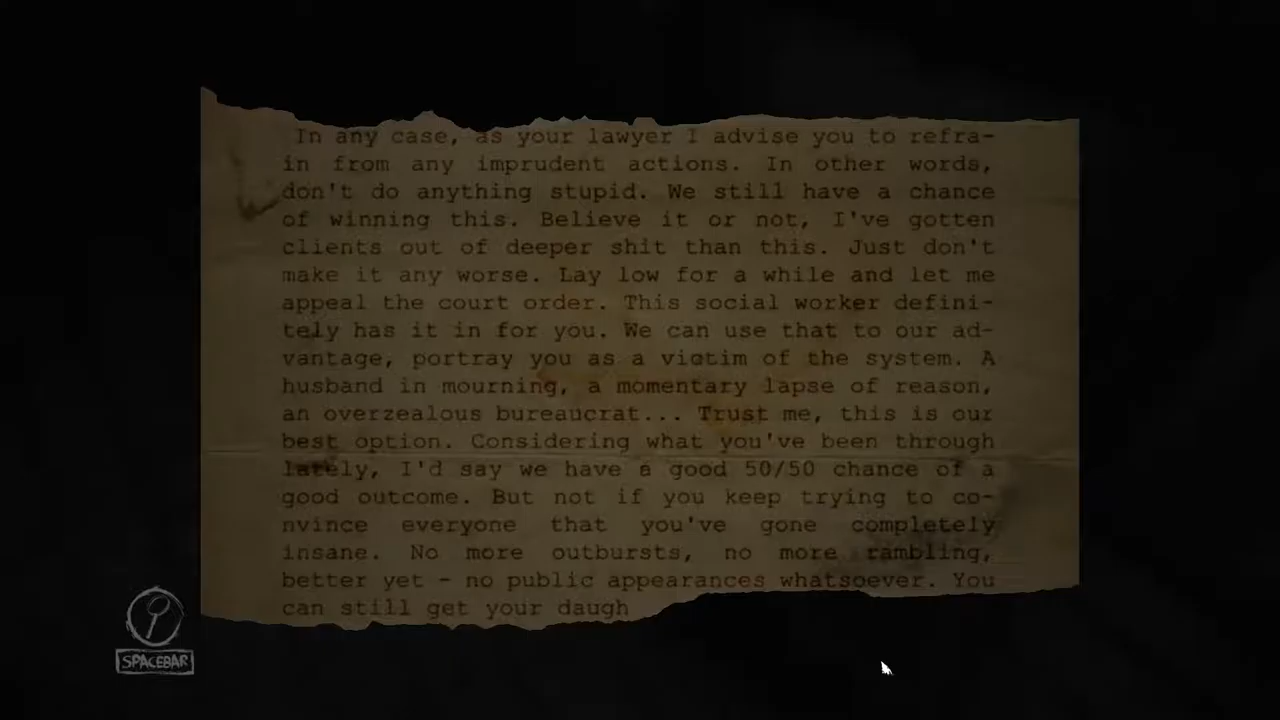 In any case, as your lawyer I advise you to refra-
in from any imprudent actions. In other words,
don't do anything stupid. We still have a chance
of winning this. Believe it or not, I've gotten
clients out of deeper shit than this. Just don't
make it any worse. Lay low for a while and let me
appeal the court order. This social worker defini-
tely has it in for you. We can use that to our ad-
vantage, portray you as a victim of the system. A
husband in mourning, a momentary lapse of reason,
an overzealous bureaucrat... Trust me, this is our
best option. Considering what you've been through
lately, I'd say we have a good 50/50 chance of a
good outcome. But not if you keep trying to co-
nvince everyone that you've gone completely
insane. No more outbursts, no more rambling,
better yet - no public appearances whatsoever. You
can still get your daugh
SPACEBAR